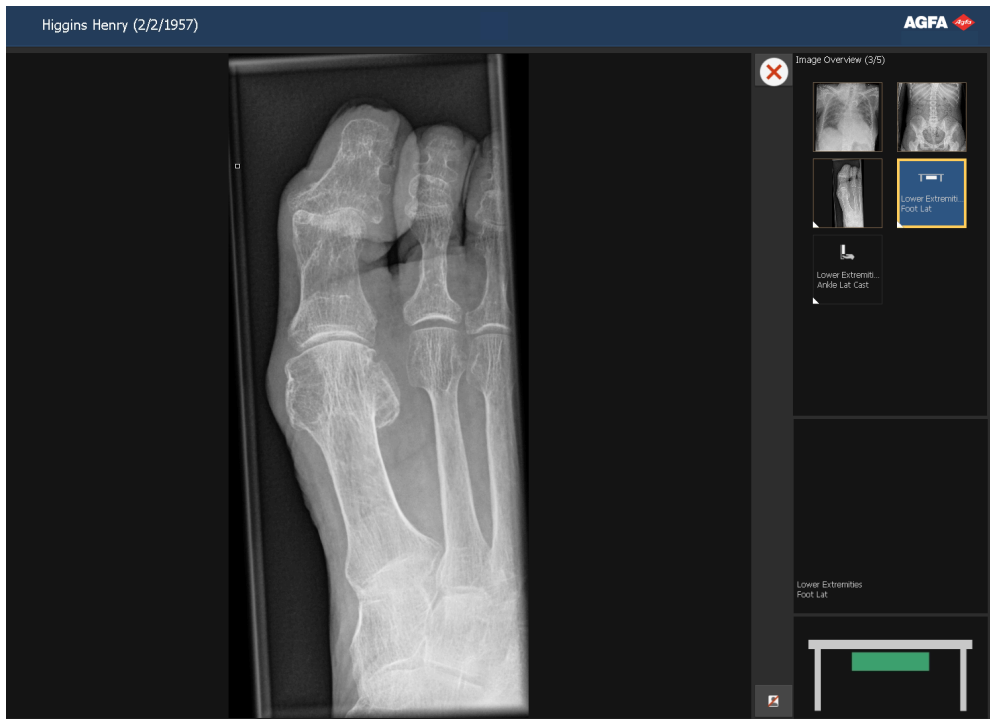 Higgins Henry (2/2/1957)
AGFA
Agfa
Image Overview (3/5)
Lower Extremiti...
Foot Lat
Lower Extremiti...
Ankle Lat Cast
Lower Extremities
Foot Lat